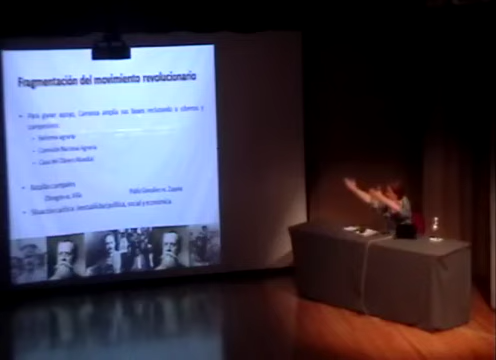 Fragmentación del movimiento revolucionario
Para ganar apoyo, Carranza amplía sus bases incluyendo a obreros y
campesinos:
Reforma agraria
Comisión Nacional Agraria
Casa del Obrero Mundial
Batallas campales
Obregón vs. Villa Pablo González vs. Zapata
Situación política: inestabilidad política, social y económica.